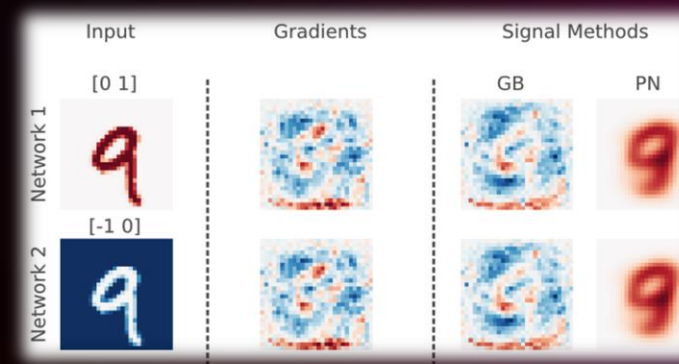 Input Gradients Signal Methods
[0 1] GB PN
Network 1
[-1 0]
Network 2